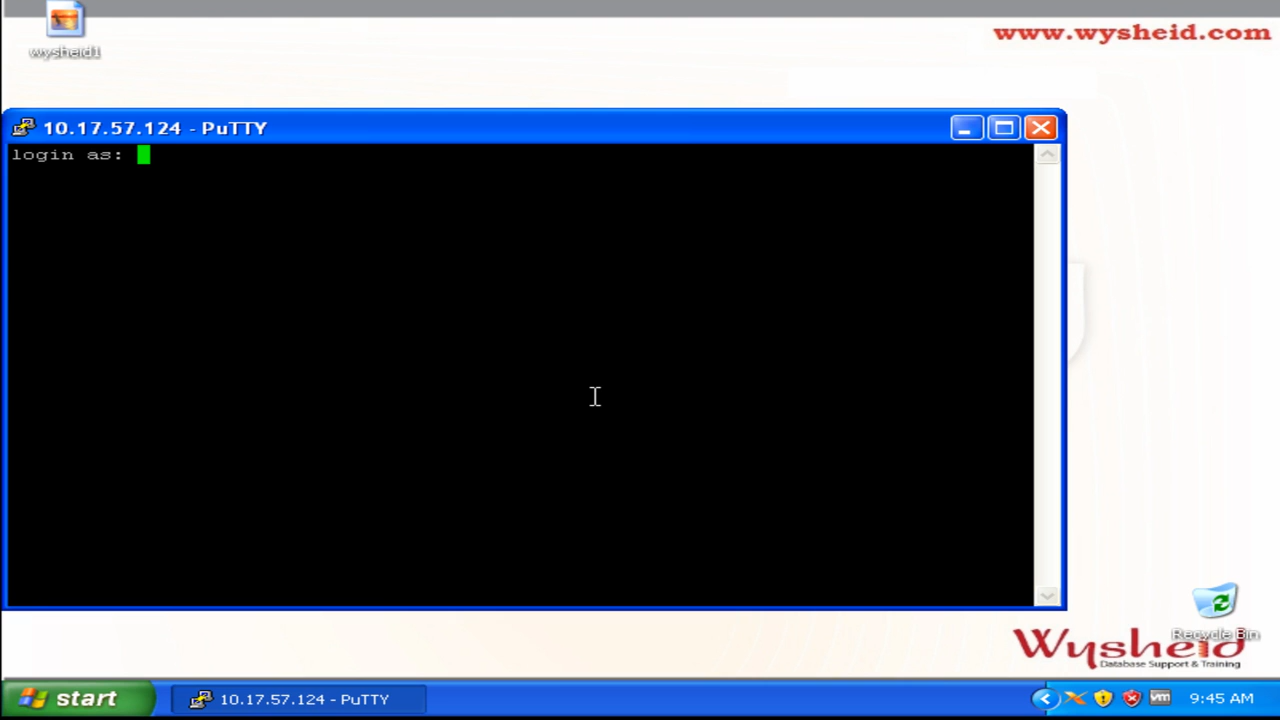 www.wysheid.com
wysheid1
10.17.57.124 - PuTTY
login as:
Recycle Bin
Wysheid
Database Support & Training
start
10.17.57.124 - PuTTY
vm
9:45 AM